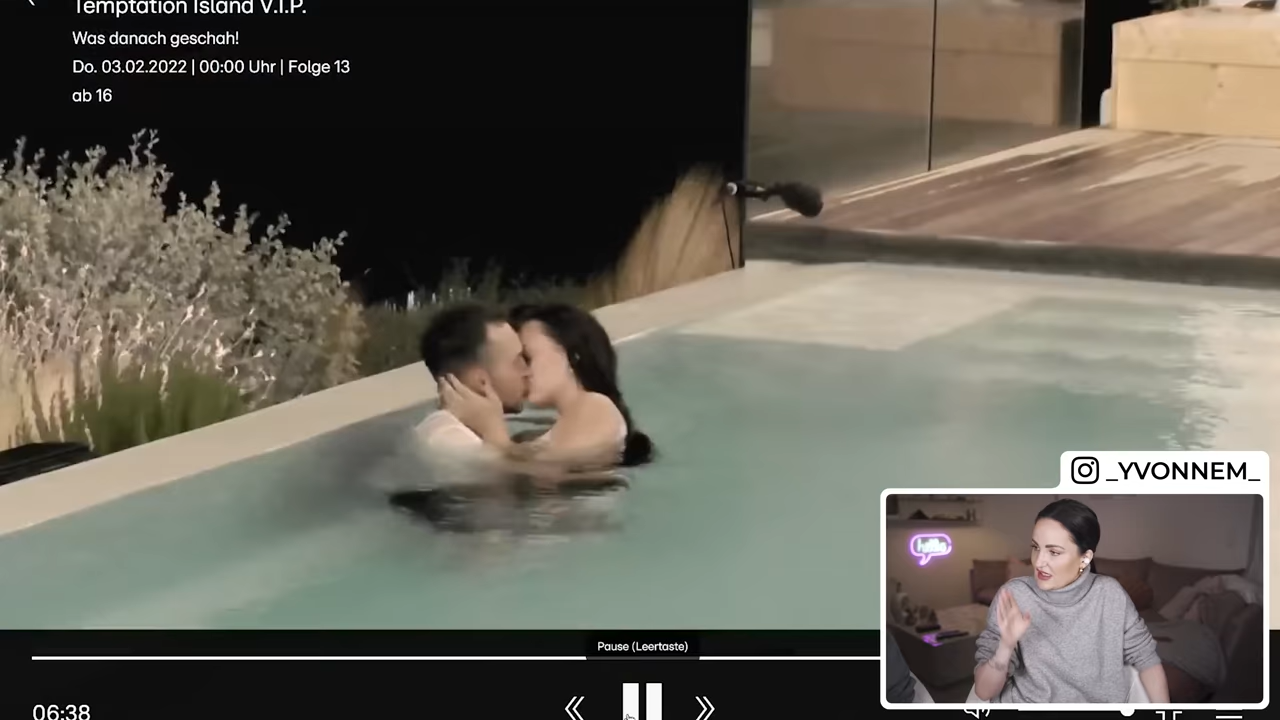 Temptation Island V.I.P.
Was danach geschah!
Do. 03.02.2022 | 00:00 Uhr | Folge 13
ab 16
_YVONNEM_
hello
Pause (Leertaste)
06:38